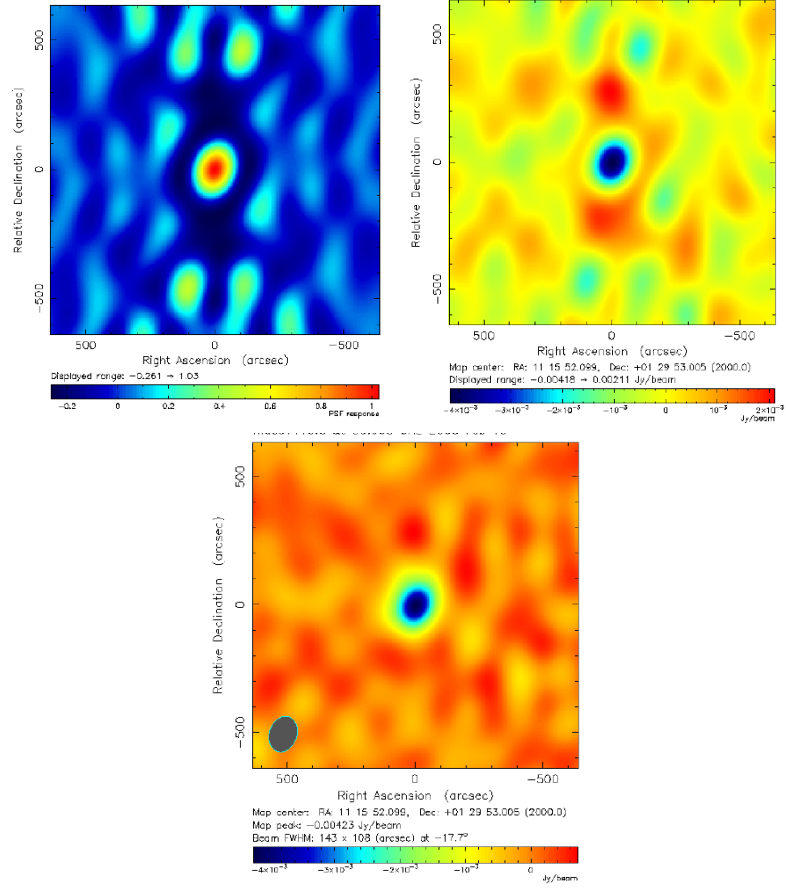 500
0
−500
Relative Declination (arcsec)
500
0
−500
Right Ascension (arcsec)
Displayed range: −0.261 → 1.03
−0.2
0
0.2
0.4
0.6
0.8
1
PSF response
500
0
−500
Relative Declination (arcsec)
500
0
−500
Right Ascension (arcsec)
Map center: RA: 11 15 52.099, Dec: +01 29 53.005 (2000.0)
Displayed range: −0.00418 → 0.00211 Jy/beam
−4×10⁻³
−3×10⁻³
−2×10⁻³
−10⁻³
0
10⁻³
2×10⁻³
Jy/beam
500
0
−500
Relative Declination (arcsec)
500
0
−500
Right Ascension (arcsec)
Map center: RA: 11 15 52.099, Dec: +01 29 53.005 (2000.0)
Map peak: −0.00423 Jy/beam
Beam FWHM: 143 x 108 (arcsec) at −17.7°
−4×10⁻³
−3×10⁻³
−2×10⁻³
−10⁻³
0
Jy/beam